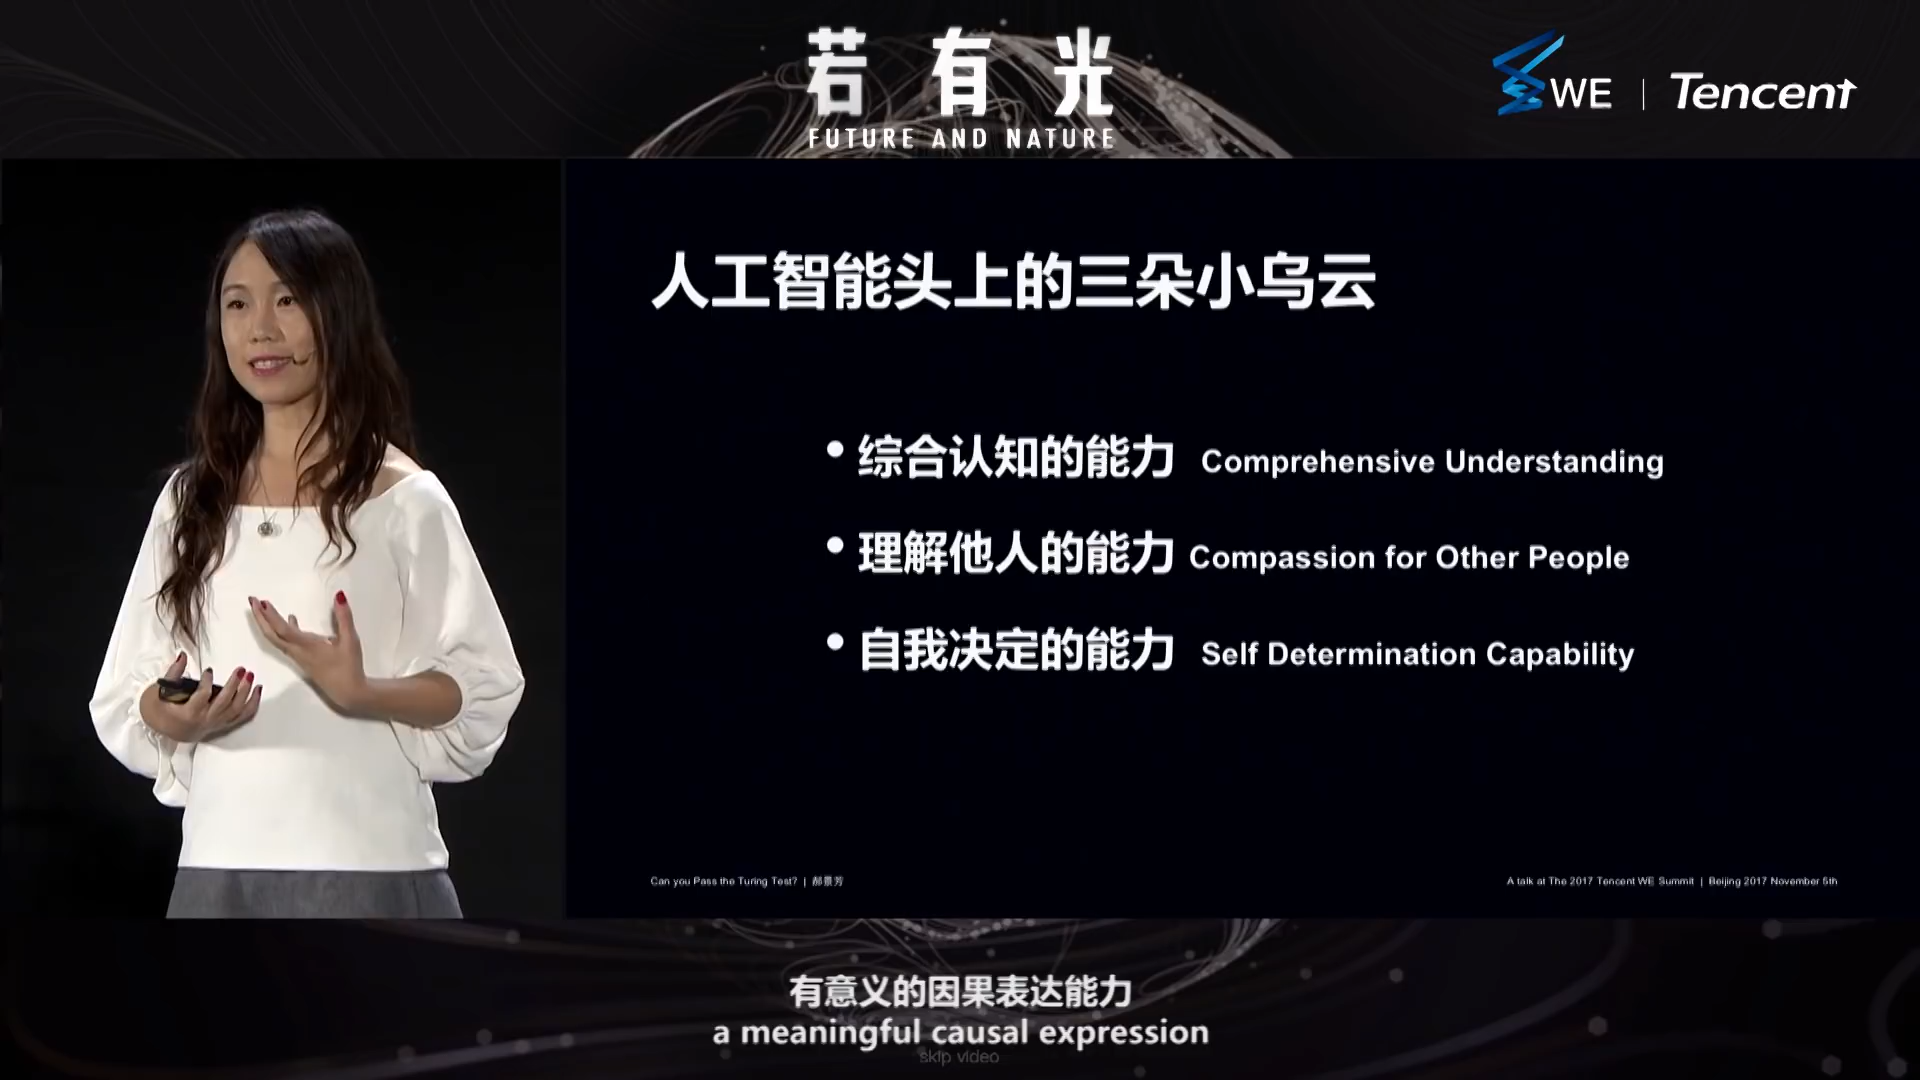 若有光
FUTURE AND NATURE
WE | Tencent
人工智能头上的三朵小乌云
• 综合认知的能力 Comprehensive Understanding
• 理解他人的能力 Compassion for Other People
• 自我决定的能力 Self Determination Capability
Can you Pass the Turing Test? | 郝景芳
A talk at The 2017 Tencent WE Summit | Beijing 2017 November 5th
有意义的因果表达能力
a meaningful causal expression
skip video